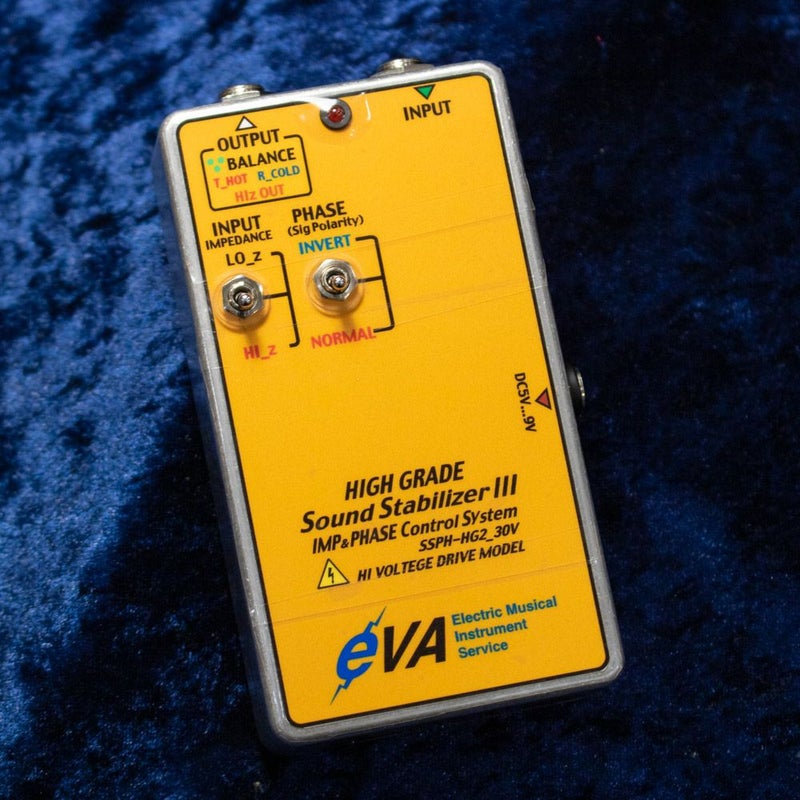 INPUT
OUTPUT
BALANCE
T_HOT R_COLD
HIz OUT
INPUT
IMPEDANCE
LO_Z
HI_Z
PHASE
(Sig Polarity)
INVERT
NORMAL
DC5V...9V
HIGH GRADE
Sound Stabilizer III
IMP&PHASE Control System
SSPH-HG2_30V
HI VOLTEGE DRIVE MODEL
eVA
Electric Musical
Instrument
Service